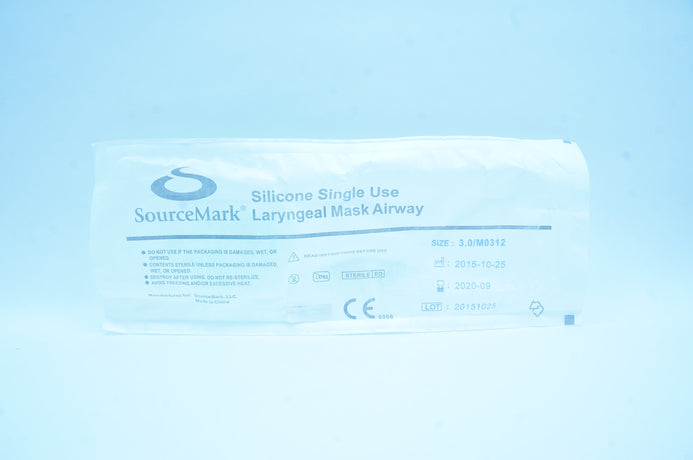 SourceMark®
Silicone Single Use
Laryngeal Mask Airway
DO NOT USE IF THE PACKAGING IS DAMAGED, WET, OR
OPENED.
CONTENTS STERILE UNLESS PACKAGING IS DAMAGED,
WET, OR OPENED.
DESTROY AFTER USING. DO NOT RE-STERILIZE.
AVOID FREEZING AND/OR EXCESSIVE HEAT.
Manufactured for: SourceMark, LLC.
Made in China
READ INSTRUCTIONS BEFORE USE
STERILE EO
CE
SIZE : 3.0/M0312
: 2015-10-25
: 2020-09
LOT : 20151025